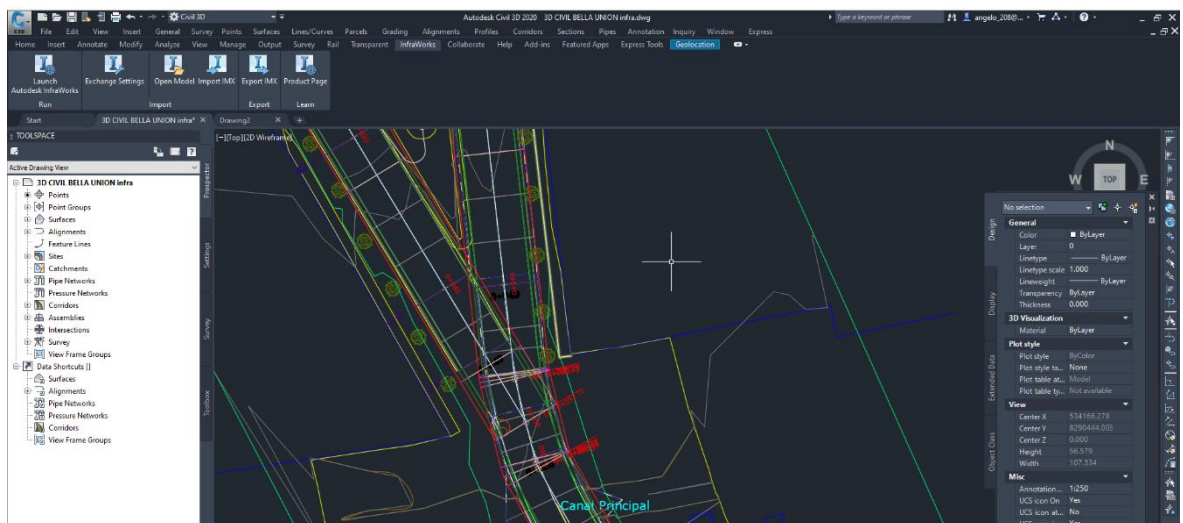 Civil 3D
Autodesk Civil 3D 2020 3D CIVIL BELLA UNION infra.dwg
Type a keyword or phrase
angelo_208@...
File Edit View Insert General Survey Points Surfaces Lines/Curves Parcels Grading Alignments Profiles Corridors Sections Pipes Annotation Inquiry Window Express
Home Insert Annotate Modify Analyze View Manage Output Survey Rail Transparent InfraWorks Collaborate Help Add-ins Featured Apps Express Tools Geolocation
Launch Autodesk InfraWorks
Exchange Settings
Open Model
Import IMX
Export IMX
Product Page
Run Import Export Learn
Start 3D CIVIL BELLA UNION infra* Drawing2
TOOLSPACE
[-][Top][2D Wireframe]
Active Drawing View
3D CIVIL BELLA UNION infra
Points
Point Groups
Surfaces
Alignments
Feature Lines
Sites
Catchments
Pipe Networks
Pressure Networks
Corridors
Assemblies
Intersections
Survey
View Frame Groups
Data Shortcuts []
Surfaces
Alignments
Pipe Networks
Pressure Networks
Corridors
View Frame Groups
Prospector
Settings
Survey
Toolbox
Canal Principal
N
W TOP E
No selection
Design
Display
Extended Data
Object Class
General
Color ByLayer
Layer 0
Linetype ByLayer
Linetype scale 1.000
Lineweight ByLayer
Transparency ByLayer
Thickness 0.000
3D Visualization
Material ByLayer
Plot style
Plot style ByColor
Plot style ta... None
Plot table at... Model
Plot table ty... Not available
View
Center X 534166.278
Center Y 8290444.003
Center Z 0.000
Height 56.579
Width 107.334
Misc
Annotation... 1:250
UCS icon On Yes
UCS icon at... No